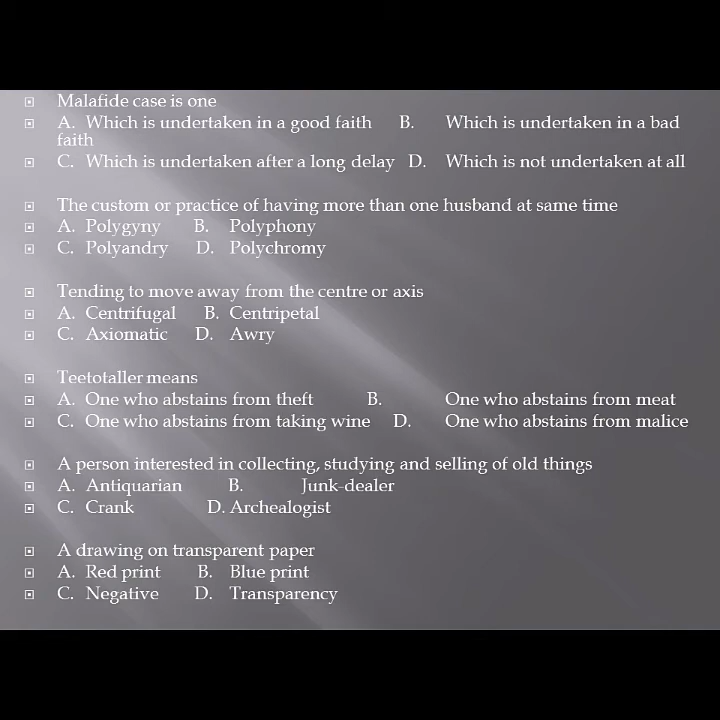 Malafide case is one
A. Which is undertaken in a good faith B. Which is undertaken in a bad
faith
C. Which is undertaken after a long delay D. Which is not undertaken at all
The custom or practice of having more than one husband at same time
A. Polygyny B. Polyphony
C. Polyandry D. Polychromy
Tending to move away from the centre or axis
A. Centrifugal B. Centripetal
C. Axiomatic D. Awry
Teetotaller means
A. One who abstains from theft B. One who abstains from meat
C. One who abstains from taking wine D. One who abstains from malice
A person interested in collecting, studying and selling of old things
A. Antiquarian B. Junk-dealer
C. Crank D. Archealogist
A drawing on transparent paper
A. Red print B. Blue print
C. Negative D. Transparency